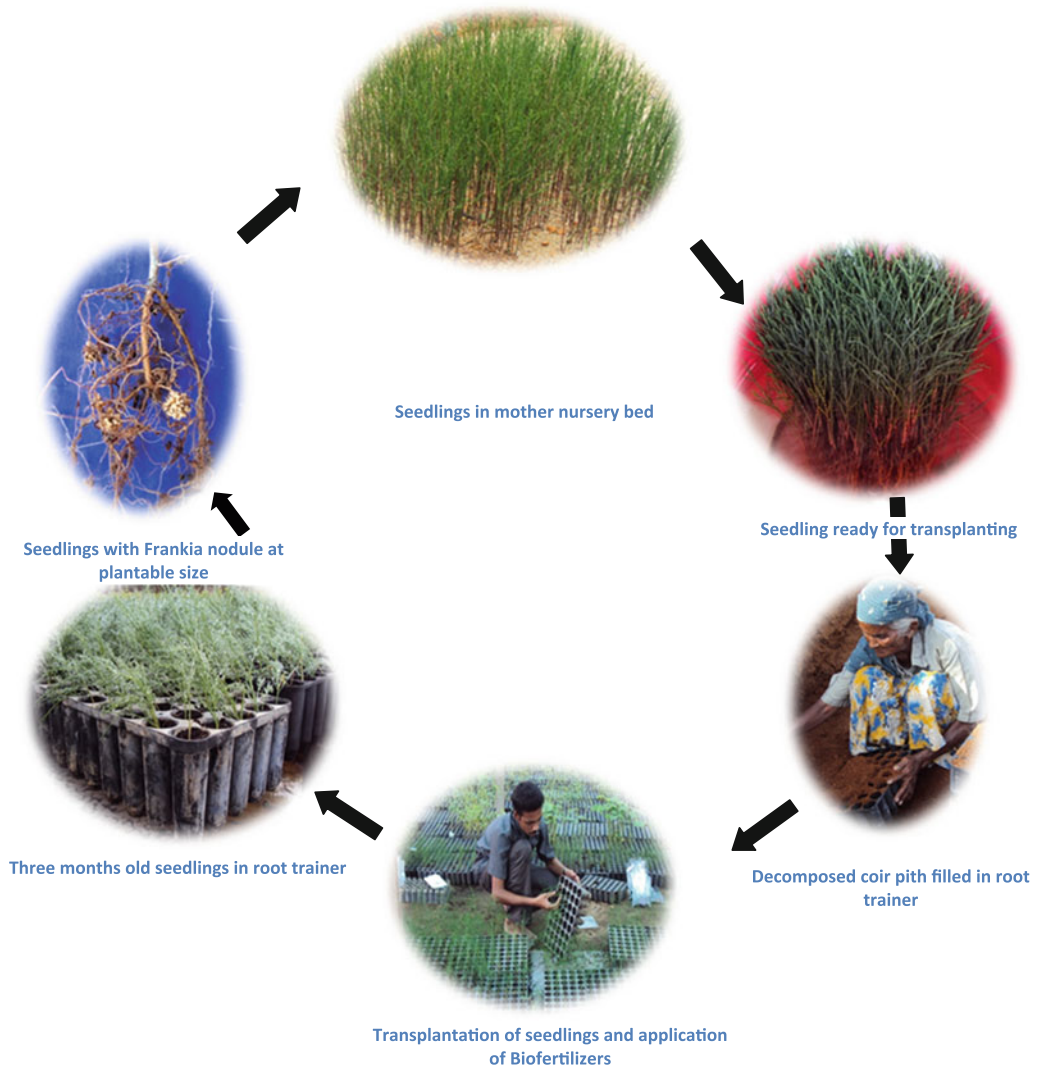 Seedlings in mother nursery bed
Seedling ready for transplanting
Seedlings with Frankia nodule at
plantable size
Three months old seedlings in root trainer
Decomposed coir pith filled in root
trainer
Transplantation of seedlings and application
of Biofertilizers